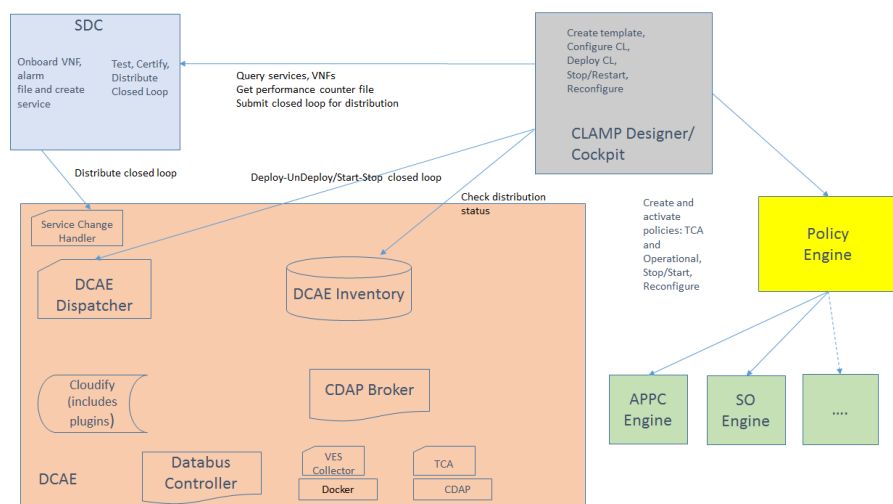 SDC
Onboard VNF,
alarm
file and create
service
Test, Certify,
Distribute
Closed Loop
Query services, VNFs
Get performance counter file
Submit closed loop for distribution
Create template,
Configure CL,
Deploy CL,
Stop/Restart,
Reconfigure
CLAMP Designer/
Cockpit
Distribute closed loop
Deploy-UnDeploy/Start-Stop closed loop
Check distribution
status
Create and
activate
policies: TCA
and
Operational,
Stop/Start,
Reconfigure
Policy
Engine
Service Change
Handler
DCAE
Dispatcher
DCAE Inventory
Cloudify
(includes
plugins)
CDAP Broker
APPC
Engine
SO
Engine
....
DCAE
Databus
Controller
VES
Collector
Docker
TCA
CDAP